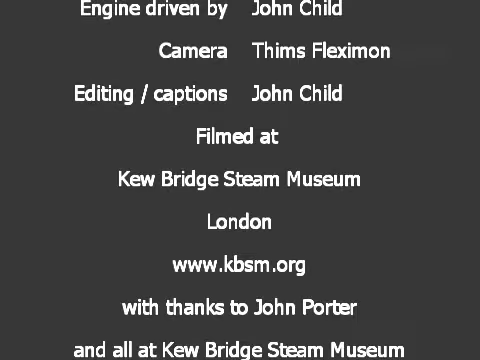 Engine driven by John Child
Camera Thims Fleximon
Editing / captions John Child
Filmed at
Kew Bridge Steam Museum
London
www.kbsm.org
with thanks to John Porter
and all at Kew Bridge Steam Museum